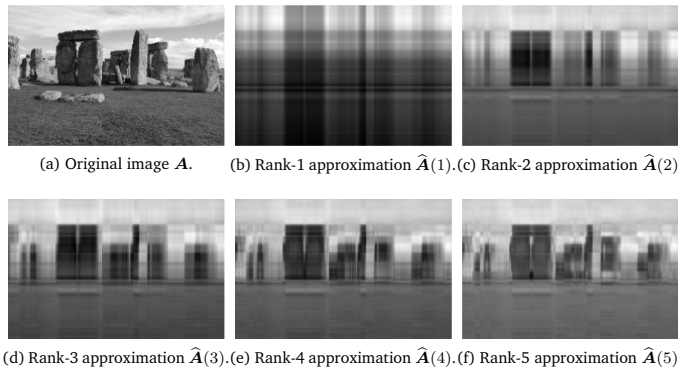 (a) Original image A.
(b) Rank-1 approximation Â(1).
(c) Rank-2 approximation Â(2)
(d) Rank-3 approximation Â(3).
(e) Rank-4 approximation Â(4).
(f) Rank-5 approximation Â(5)